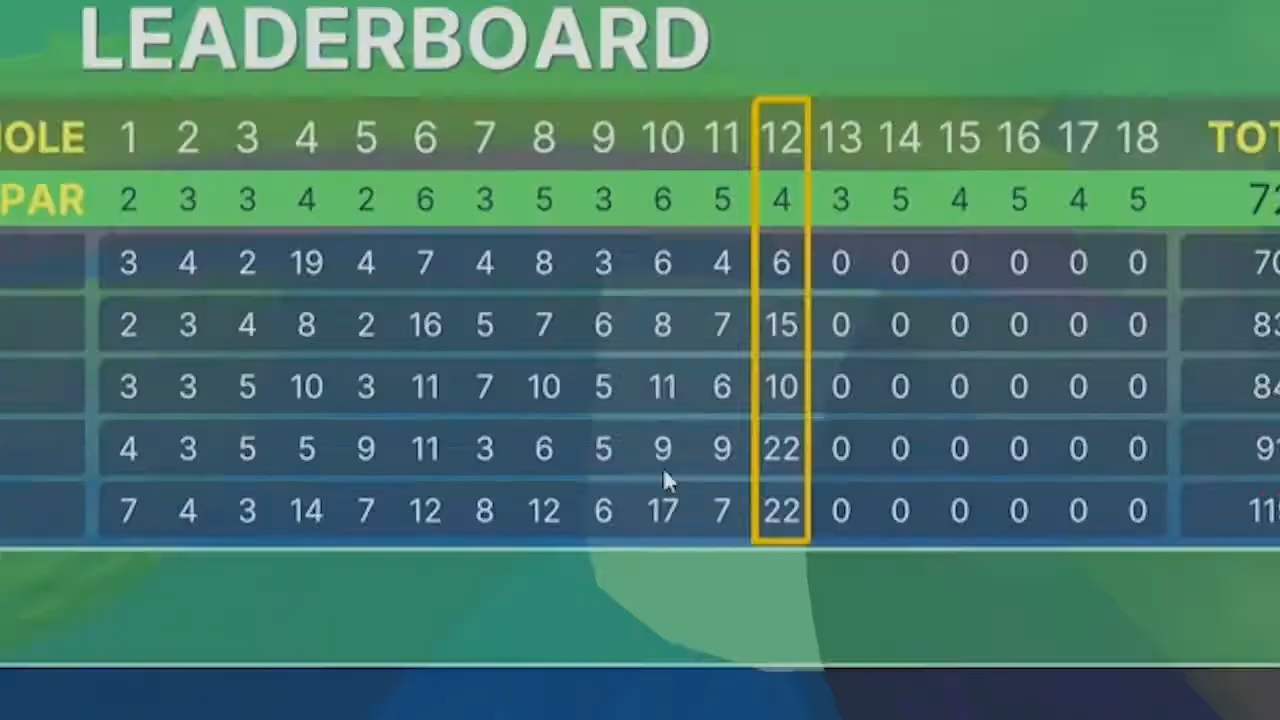 LEADERBOARD
HOLE 1 2 3 4 5 6 7 8 9 10 11 12 13 14 15 16 17 18
PAR 2 3 3 4 2 6 3 5 3 6 5 4 3 5 4 5 4 5 72
3 4 2 19 4 7 4 8 3 6 4 6 0 0 0 0 0 0 70
2 3 4 8 2 16 5 7 6 8 7 15 0 0 0 0 0 0 83
3 3 5 10 3 11 7 10 5 11 6 10 0 0 0 0 0 0 84
4 3 5 5 9 11 3 6 5 9 9 22 0 0 0 0 0 0
7 4 3 14 7 12 8 12 6 17 7 22 0 0 0 0 0 0